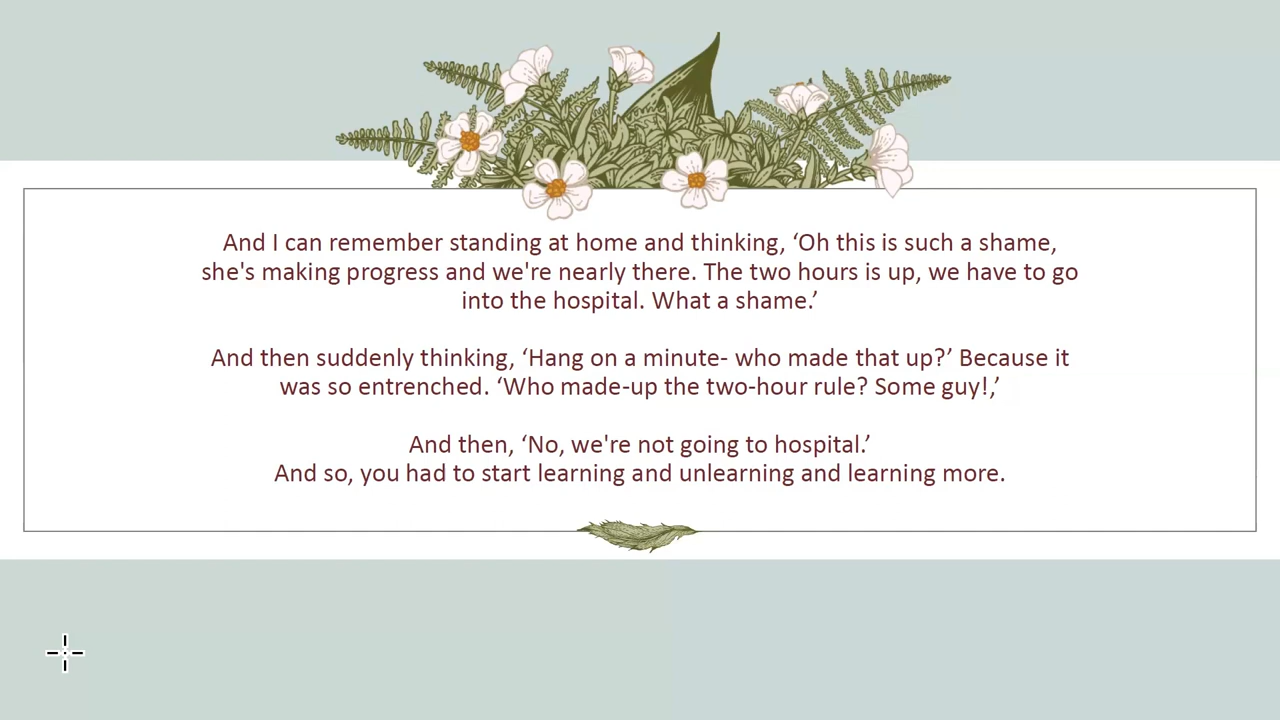 And I can remember standing at home and thinking, ‘Oh this is such a shame,
she's making progress and we're nearly there. The two hours is up, we have to go
into the hospital. What a shame.’
And then suddenly thinking, ‘Hang on a minute- who made that up?’ Because it
was so entrenched. ‘Who made-up the two-hour rule? Some guy!,’
And then, ‘No, we're not going to hospital.’
And so, you had to start learning and unlearning and learning more.